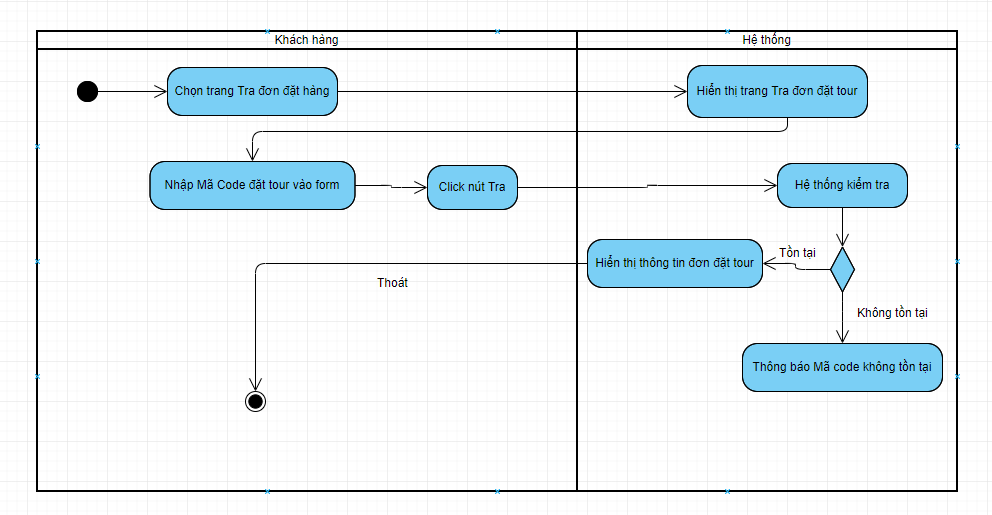 Khách hàng
Hệ thống
Chọn trang Tra đơn đặt hàng
Hiển thị trang Tra đơn đặt tour
Nhập Mã Code đặt tour vào form
Click nút Tra
Hệ thống kiểm tra
Hiển thị thông tin đơn đặt tour
Tồn tại
Thoát
Không tồn tại
Thông báo Mã code không tồn tại